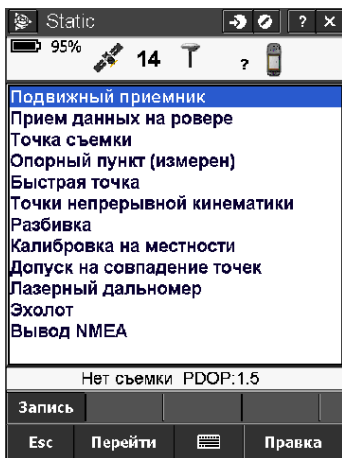 Static
? ×
95%
14
?
Подвижный приемник
Прием данных на ровере
Точка съемки
Опорный пункт (измерен)
Быстрая точка
Точки непрерывной кинематики
Разбивка
Калибровка на местности
Допуск на совпадение точек
Лазерный дальномер
Эхолот
Вывод NMEA
Нет съемки PDOP:1.5
Запись
Esc Перейти Правка